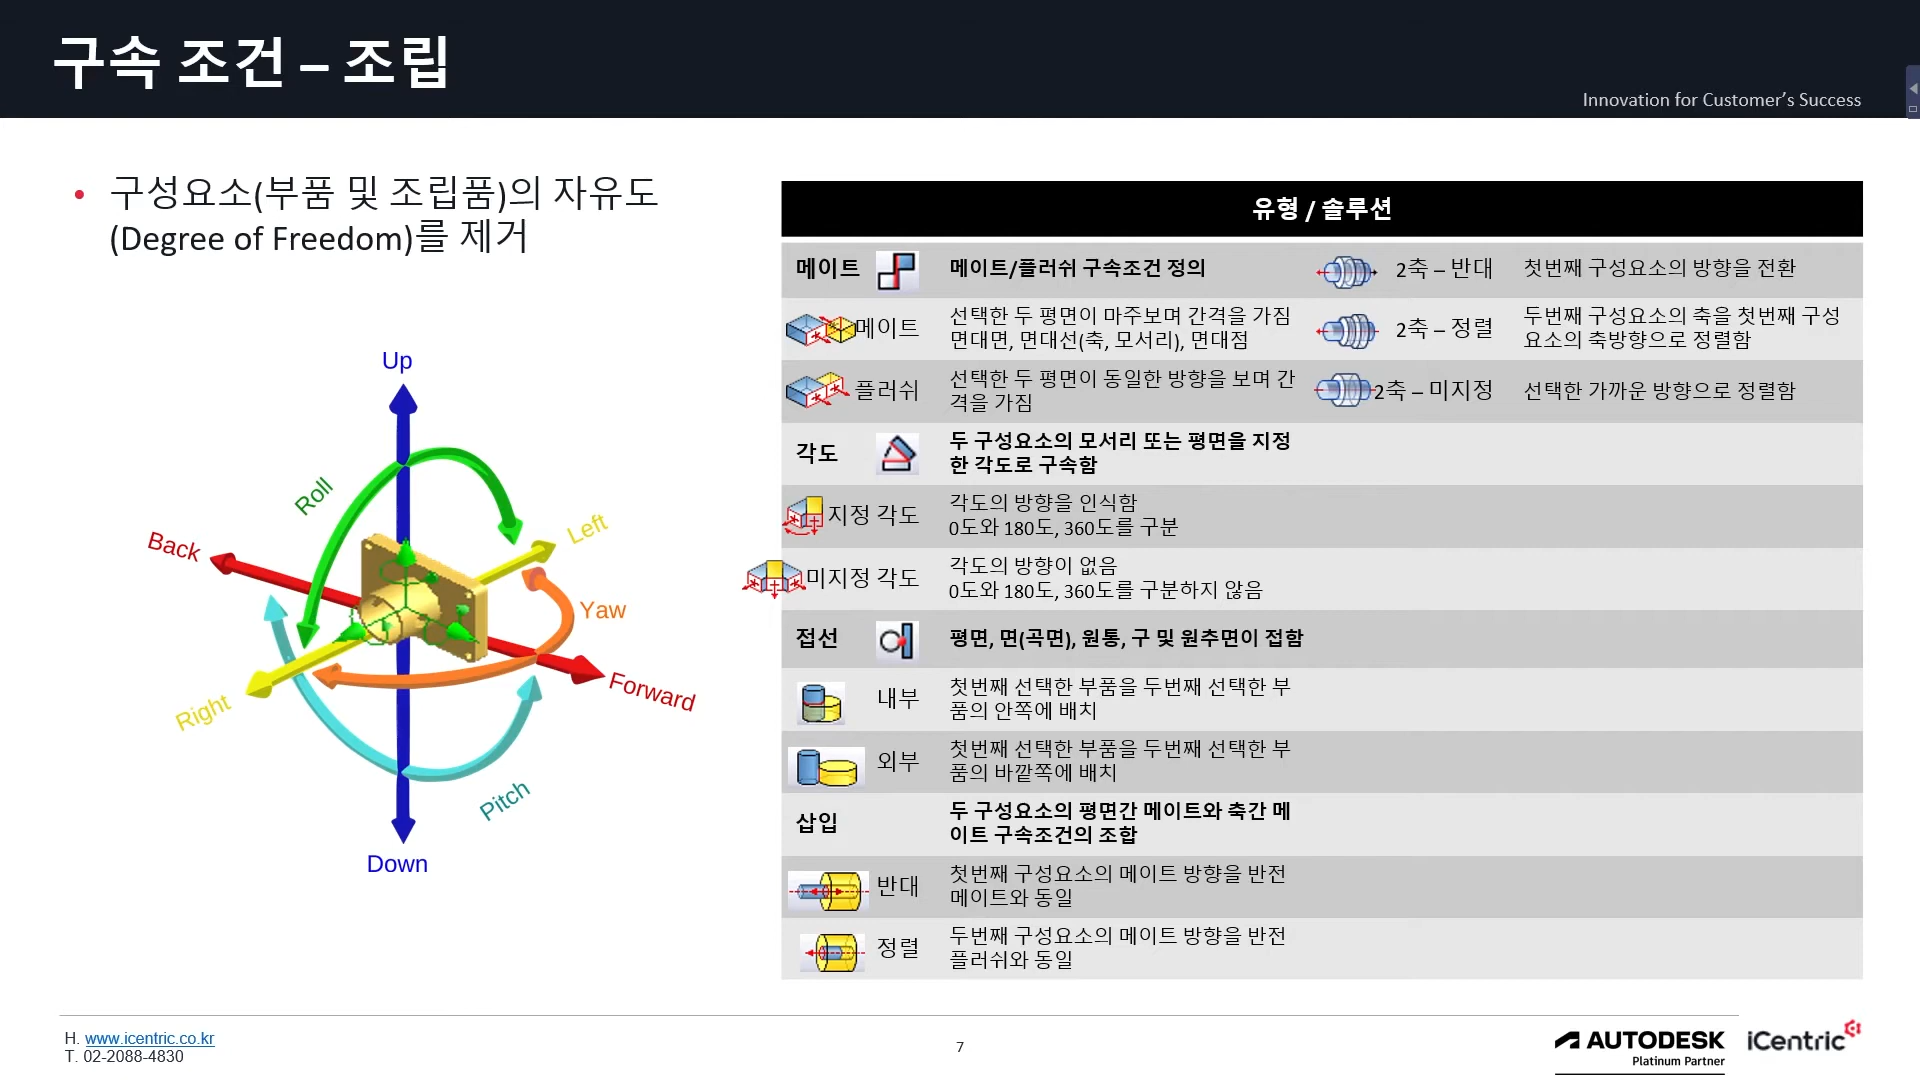 구속 조건 – 조립
Innovation for Customer's Success
• 구성요소(부품 및 조립품)의 자유도
(Degree of Freedom)를 제거
Up
Roll
Left
Back
Yaw
Forward
Right
Pitch
Down
유형 / 솔루션
메이트 메이트/플러쉬 구속조건 정의 2축 – 반대 첫번째 구성요소의 방향을 전환
메이트 선택한 두 평면이 마주보며 간격을 가짐
면대면, 면대선(축, 모서리), 면대점
2축 – 정렬 두번째 구성요소의 축을 첫번째 구성
요소의 축방향으로 정렬함
플러쉬 선택한 두 평면이 동일한 방향을 보며 간
격을 가짐
2축 – 미지정 선택한 가까운 방향으로 정렬함
각도 두 구성요소의 모서리 또는 평면을 지정
한 각도로 구속함
지정 각도 각도의 방향을 인식함
0도와 180도, 360도를 구분
미지정 각도 각도의 방향이 없음
0도와 180도, 360도를 구분하지 않음
접선 평면, 면(곡면), 원통, 구 및 원추면이 접함
내부 첫번째 선택한 부품을 두번째 선택한 부
품의 안쪽에 배치
외부 첫번째 선택한 부품을 두번째 선택한 부
품의 바깥쪽에 배치
삽입 두 구성요소의 평면간 메이트와 축간 메
이트 구속조건의 조합
반대 첫번째 구성요소의 메이트 방향을 반전
메이트와 동일
정렬 두번째 구성요소의 메이트 방향을 반전
플러쉬와 동일
H. www.icentric.co.kr
T. 02-2088-4830
7
AUTODESK
Platinum Partner
iCentric